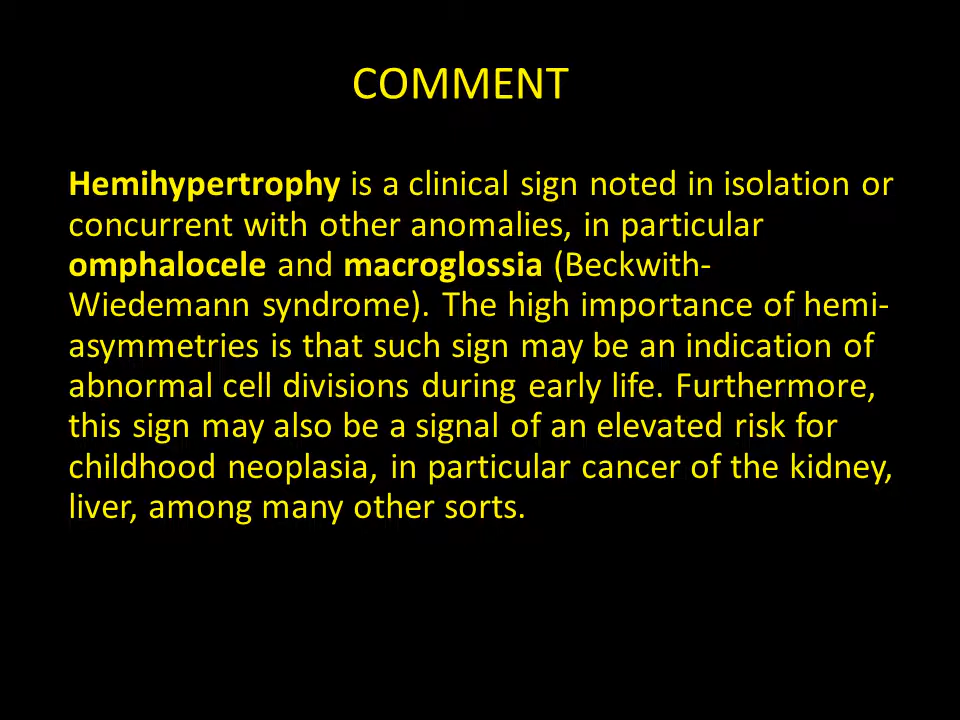 COMMENT
Hemihypertrophy is a clinical sign noted in isolation or
concurrent with other anomalies, in particular
omphalocele and macroglossia (Beckwith-
Wiedemann syndrome). The high importance of hemi-
asymmetries is that such sign may be an indication of
abnormal cell divisions during early life. Furthermore,
this sign may also be a signal of an elevated risk for
childhood neoplasia, in particular cancer of the kidney,
liver, among many other sorts.